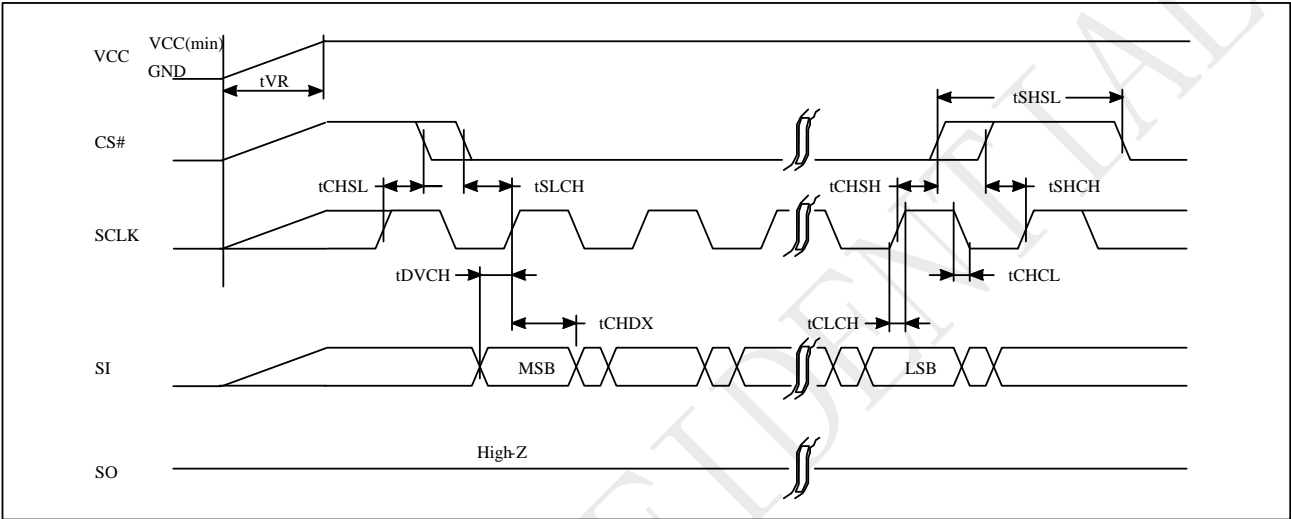 VCC VCC(min)
GND
tVR
tSHSL
CS#
tCHSL tSLCH tCHSH tSHCH
SCLK
tDVCH tCHCL
tCHDX tCLCH
SI MSB LSB
High-Z
SO
IDENTIAL